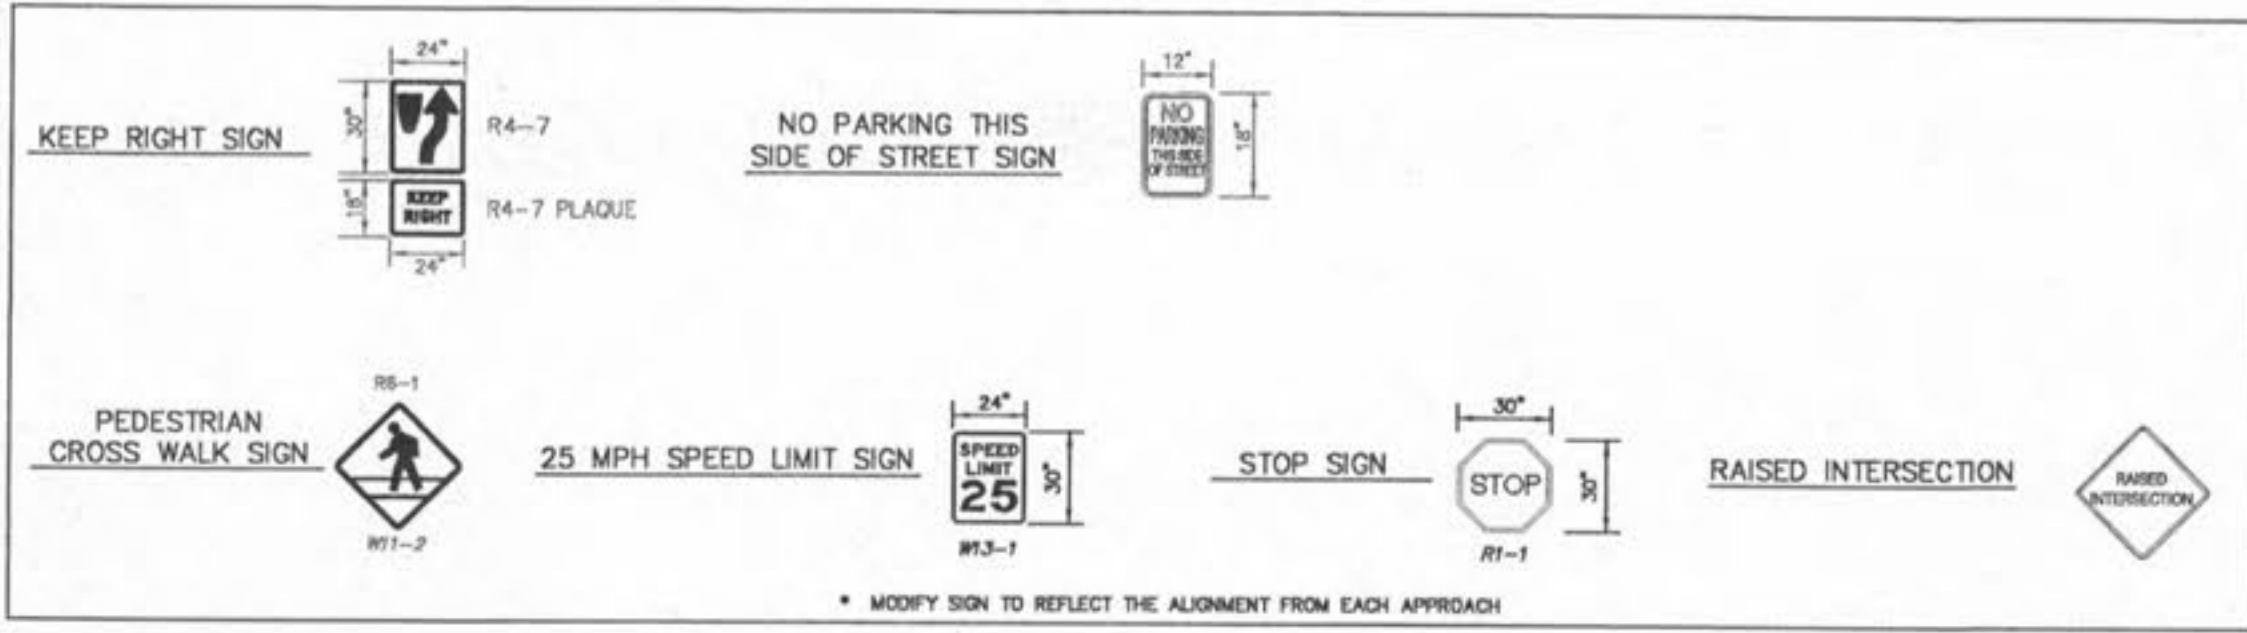 24"
KEEP RIGHT SIGN
30"
R4-7
18"
KEEP
RIGHT
R4-7 PLAQUE
24"
NO PARKING THIS
SIDE OF STREET SIGN
12"
NO
PARKING
THIS SIDE
OF STREET
18"
PEDESTRIAN
CROSS WALK SIGN
R6-1
W11-2
25 MPH SPEED LIMIT SIGN
24"
SPEED
LIMIT
25
30"
W13-1
STOP SIGN
30"
STOP
30"
R1-1
RAISED INTERSECTION
RAISED
INTERSECTION
* MODIFY SIGN TO REFLECT THE ALIGNMENT FROM EACH APPROACH